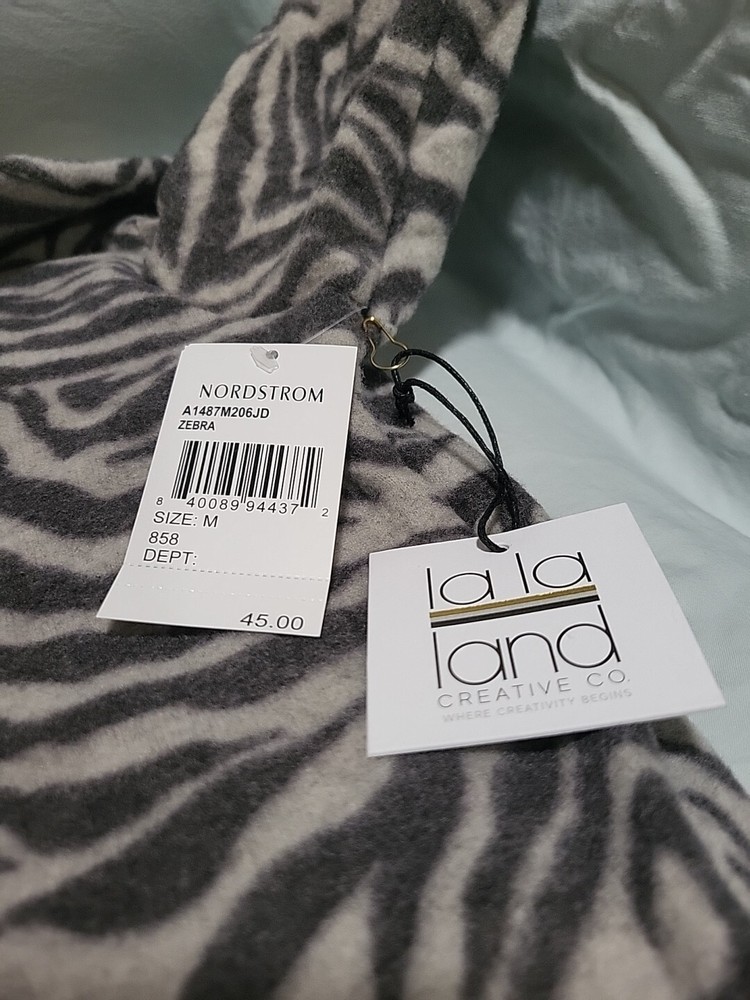 NORDSTROM
A1487M206JD
ZEBRA
8 40089 94437 2
SIZE: M
858
DEPT:
45.00
la la
land
CREATIVE CO.
WHERE CREATIVITY BEGINS